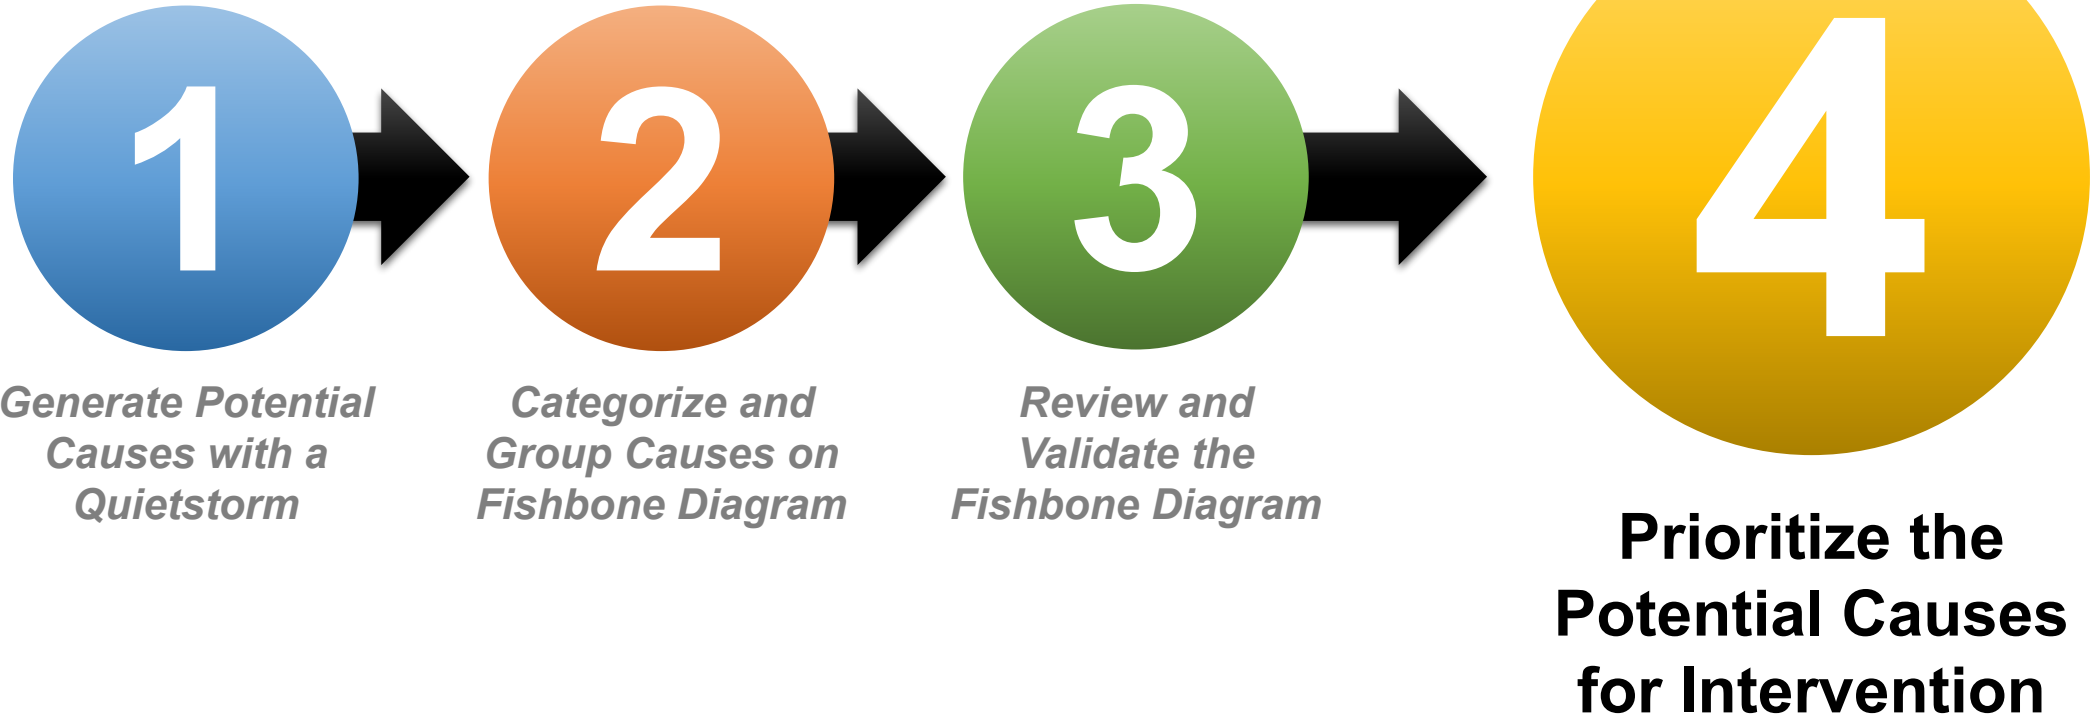 1
2
3
4
Generate Potential
Causes with a
Quietstorm
Categorize and
Group Causes on
Fishbone Diagram
Review and
Validate the
Fishbone Diagram
Prioritize the
Potential Causes
for Intervention